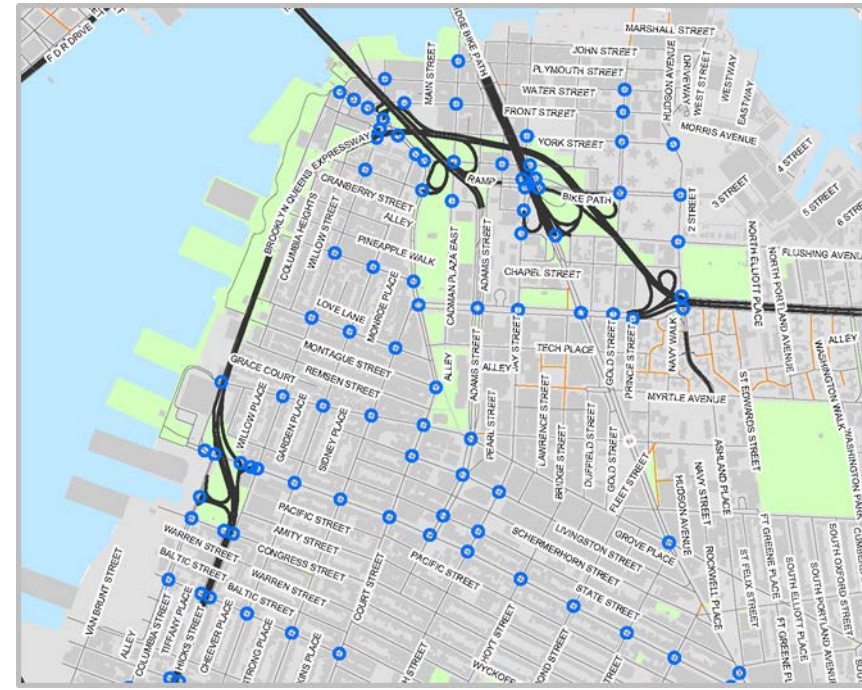 F D R DRIVE
MARSHALL STREET
JOHN STREET
PLYMOUTH STREET
WATER STREET
FRONT STREET
YORK STREET
MAIN STREET
HUDSON AVENUE
DRIVEWAY
WEST STREET
WESTWAY
EASTWAY
MORRIS AVENUE
BROOKLYN QUEENS EXPRESSWAY
CRANBERRY STREET
ALLEY
RAMP
BIKE PATH
2 STREET
3 STREET
4 STREET
5 STREET
COLUMBIA HEIGHTS
WILLOW STREET
PINEAPPLE WALK
CADMAN PLAZA EAST
ADAMS STREET
CHAPEL STREET
NORTH ELLIOTT PLACE
NORTH PORTLAND AVENUE
LOVE LANE
MONROE PLACE
GOLD STREET
PRINCE STREET
NAVY WALK
ALLEY
TECH PLACE
MONTAGUE STREET
REMSEN STREET
GRACE COURT
ALLEY
ADAMS STREET
ALLEY
MYRTLE AVENUE
ST EDWARDS STREET
WASHINGTON WALK
WILLOW PLACE
GARDEN PLACE
SIDNEY PLACE
PEARL STREET
LAWRENCE STREET
BRIDGE STREET
DUFFIELD STREET
GOLD STREET
FLEET STREET
HUDSON AVENUE
NAVY STREET
ASHLAND PLACE
PACIFIC STREET
AMITY STREET
CONGRESS STREET
WARREN STREET
WARREN STREET
BALTIC STREET
BALTIC STREET
COURT STREET
PACIFIC STREET
SCHERMERHORN STREET
LIVINGSTON STREET
GROVE PLACE
ROCKWELL PLACE
ST FELIX STREET
FT GREENE PLACE
SOUTH ELLIOTT PLACE
SOUTH PORTLAND AVENUE
SOUTH OXFORD STREET
STATE STREET
VAN BRUNT STREET
ALLEY
COLUMBIA STREET
TIFFANY PLACE
HICKS STREET
CHEEVER PLACE
HOYT STREET